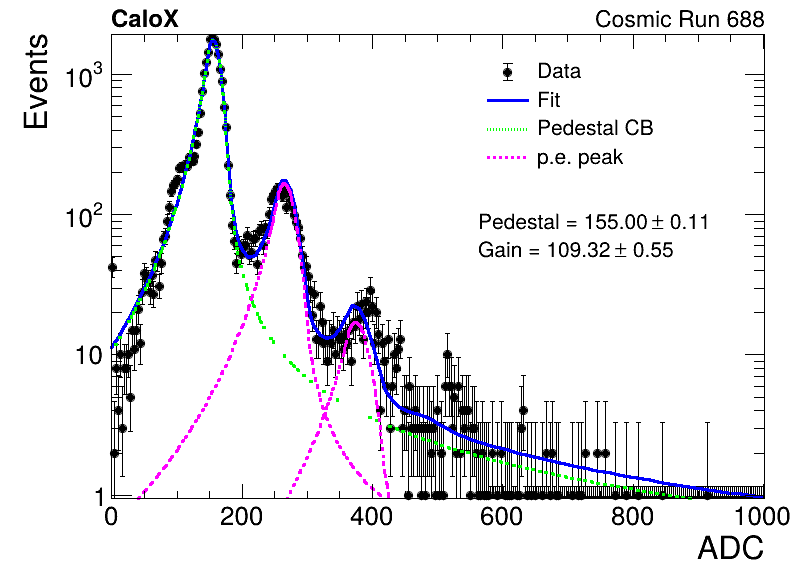 CaloX Cosmic Run 688
Events
10³
10²
10
1
Data
Fit
Pedestal CB
p.e. peak
Pedestal = 155.00 ± 0.11
Gain = 109.32 ± 0.55
0 200 400 600 800 1000
ADC